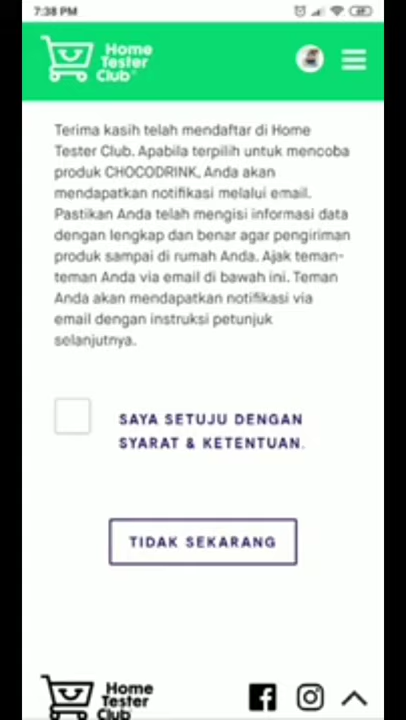 7:38 PM
Home
Tester
Club
Terima kasih telah mendaftar di Home
Tester Club. Apabila terpilih untuk mencoba
produk CHOCODRINK, Anda akan
mendapatkan notifikasi melalui email.
Pastikan Anda telah mengisi informasi data
dengan lengkap dan benar agar pengiriman
produk sampai di rumah Anda. Ajak teman-
teman Anda via email di bawah ini. Teman
Anda akan mendapatkan notifikasi via
email dengan instruksi petunjuk
selanjutnya.
SAYA SETUJU DENGAN
SYARAT & KETENTUAN.
TIDAK SEKARANG
Home
Tester
Club